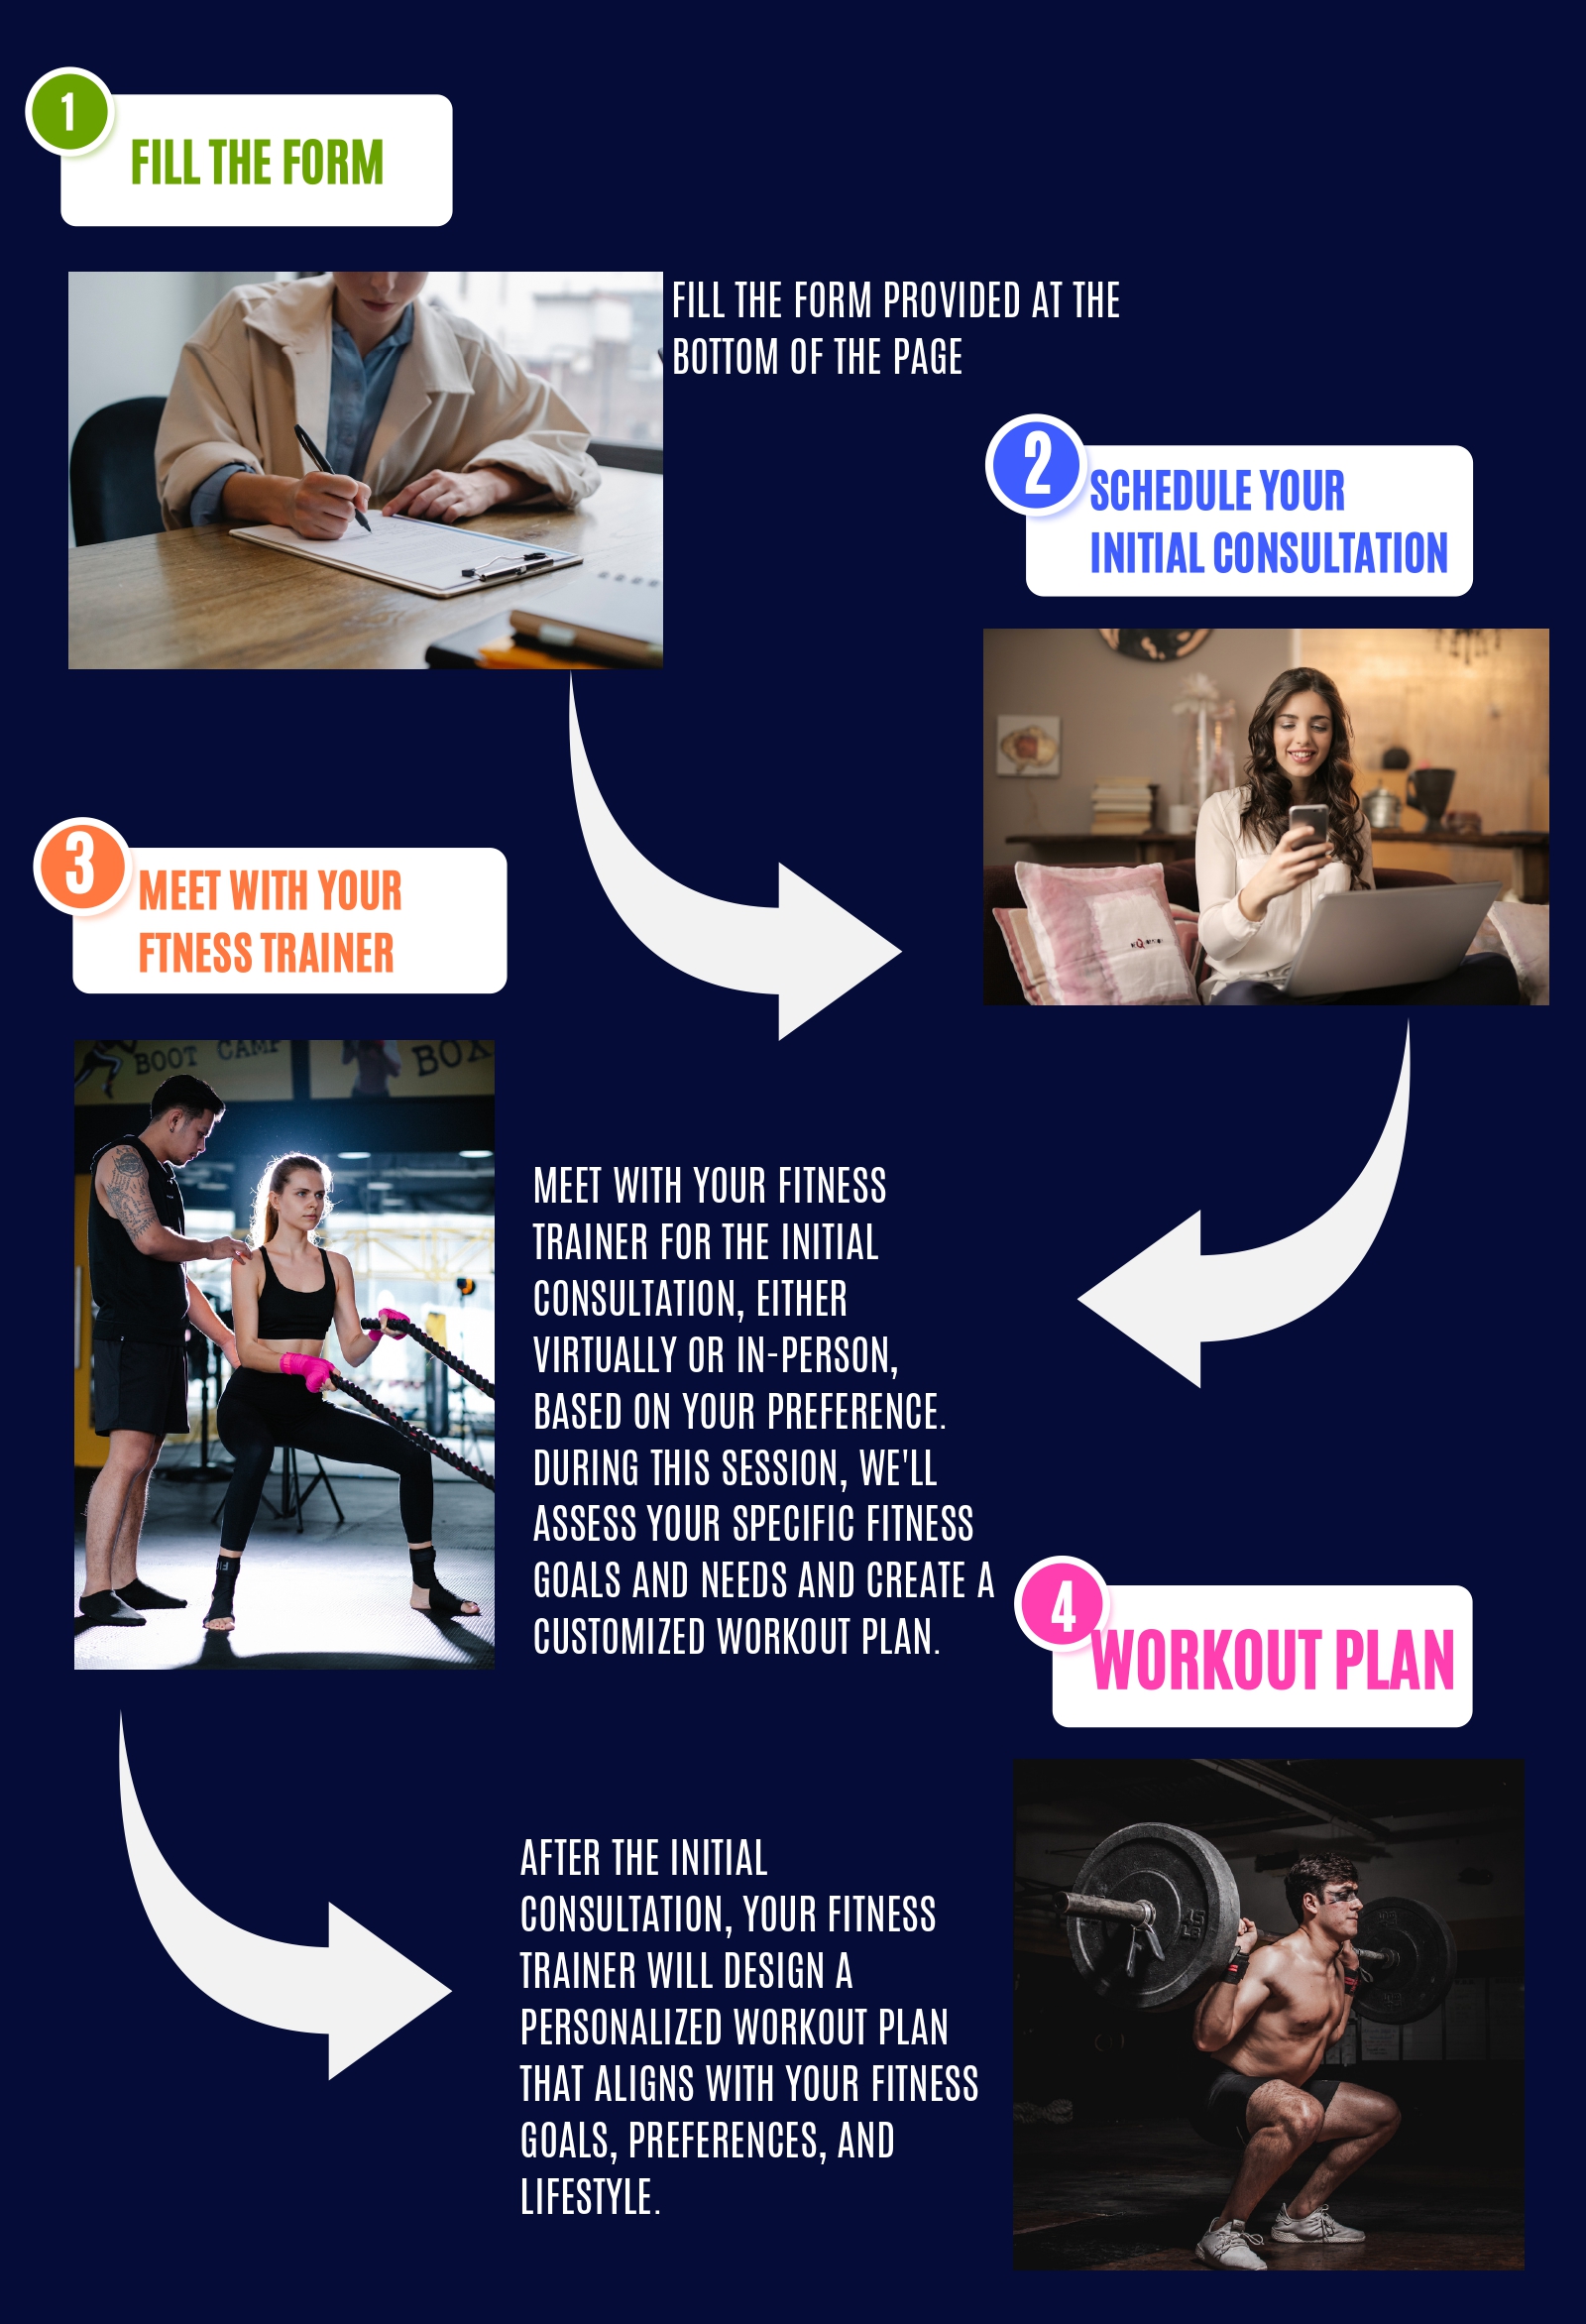 1
FILL THE FORM
FILL THE FORM PROVIDED AT THE
BOTTOM OF THE PAGE
2
SCHEDULE YOUR
INITIAL CONSULTATION
3
MEET WITH YOUR
FTNESS TRAINER
BOOT CAMP
BOX
MEET WITH YOUR FITNESS
TRAINER FOR THE INITIAL
CONSULTATION, EITHER
VIRTUALLY OR IN-PERSON,
BASED ON YOUR PREFERENCE.
DURING THIS SESSION, WE'LL
ASSESS YOUR SPECIFIC FITNESS
GOALS AND NEEDS AND CREATE A
CUSTOMIZED WORKOUT PLAN.
4
WORKOUT PLAN
AFTER THE INITIAL
CONSULTATION, YOUR FITNESS
TRAINER WILL DESIGN A
PERSONALIZED WORKOUT PLAN
THAT ALIGNS WITH YOUR FITNESS
GOALS, PREFERENCES, AND
LIFESTYLE.
45
LB